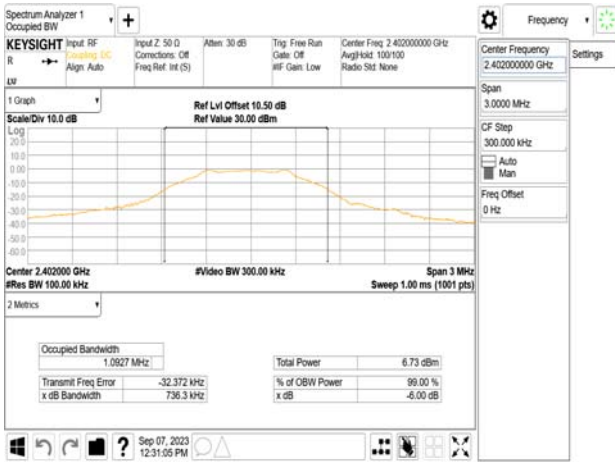 Spectrum Analyzer 1
Occupied BW
+
Frequency
KEYSIGHT
R
LXI
Input: RF
Coupling: DC
Align: Auto
Input Z: 50 Ω
Corrections: Off
Freq Ref: Int (S)
Atten: 30 dB
Trig: Free Run
Gate: Off
#IF Gain: Low
Center Freq: 2.402000000 GHz
Avg|Hold: 100/100
Radio Std: None
Center Frequency
2.402000000 GHz
Settings
Span
3.0000 MHz
CF Step
300.000 kHz
Auto
Man
Freq Offset
0 Hz
1 Graph
Scale/Div 10.0 dB
Ref Lvl Offset 10.50 dB
Ref Value 30.00 dBm
Log
20.0
10.0
0.00
-10.0
-20.0
-30.0
-40.0
-50.0
-60.0
Center 2.402000 GHz
#Res BW 100.00 kHz
#Video BW 300.00 kHz
Span 3 MHz
Sweep 1.00 ms (1001 pts)
2 Metrics
Occupied Bandwidth
1.0927 MHz
Total Power 6.73 dBm
Transmit Freq Error -32.372 kHz
% of OBW Power 99.00 %
x dB Bandwidth 736.3 kHz
x dB -6.00 dB
?
Sep 07, 2023
12:31:05 PM